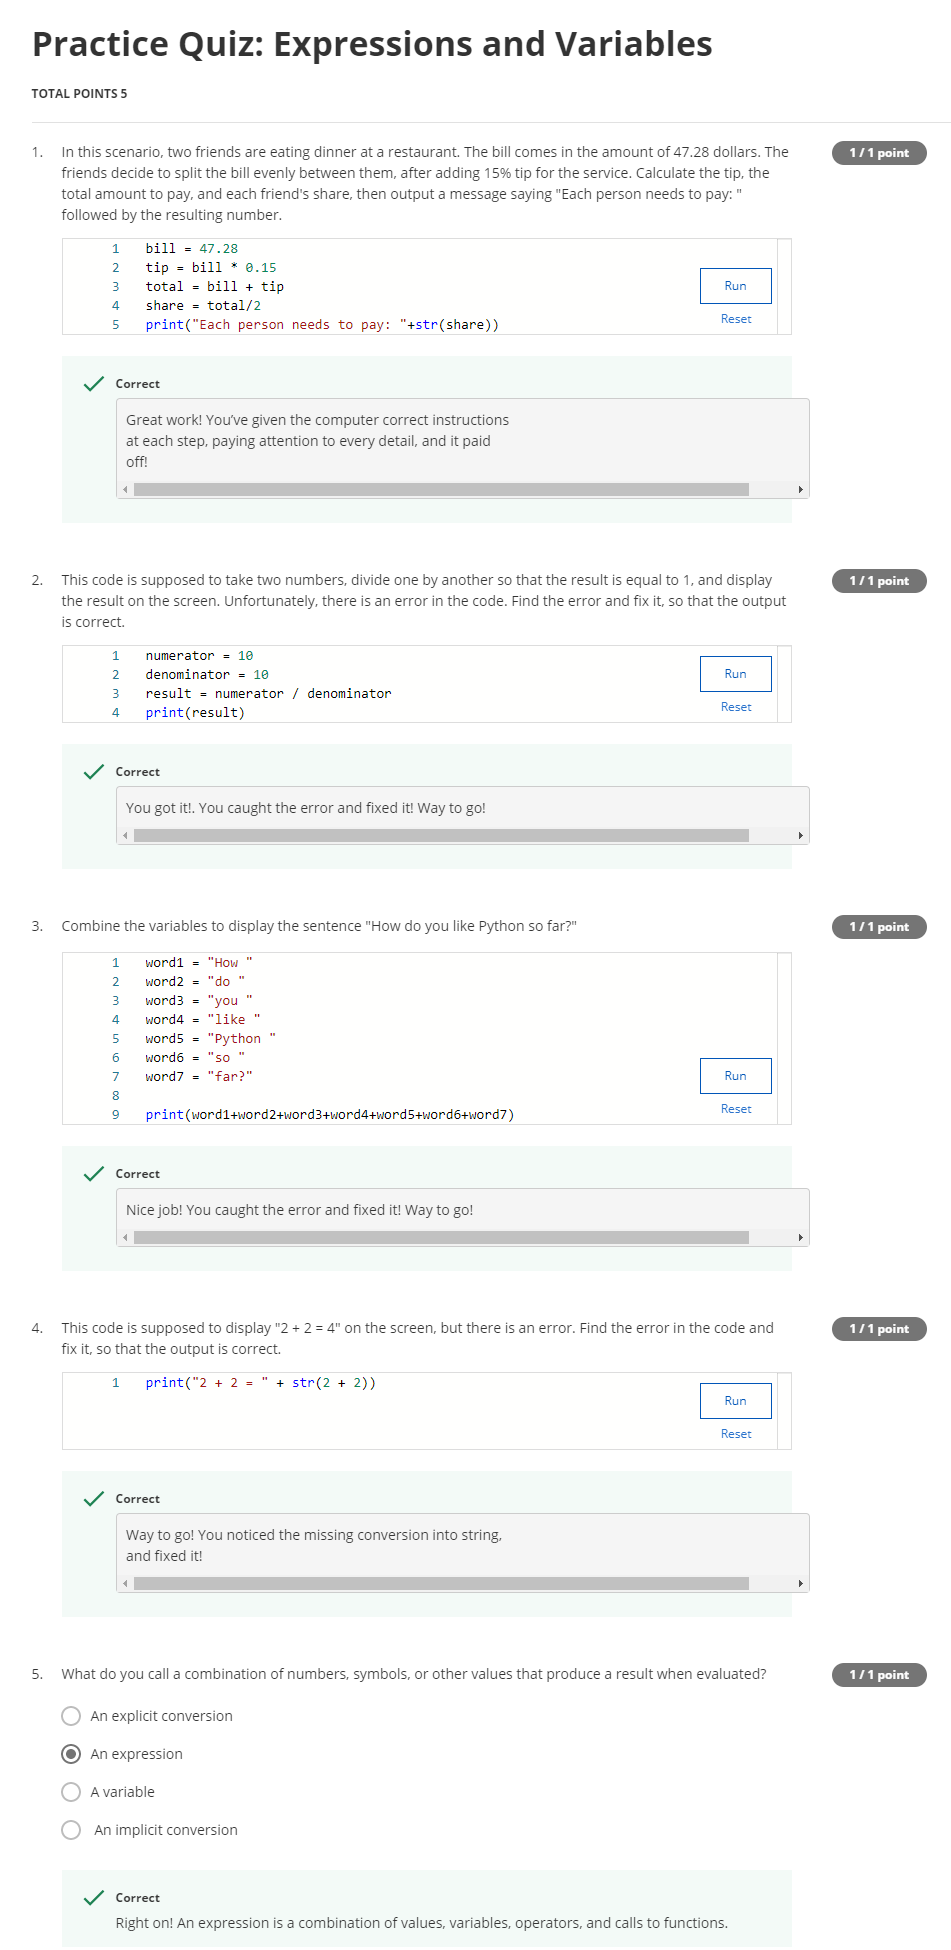 Practice Quiz: Expressions and Variables
TOTAL POINTS 5
1. In this scenario, two friends are eating dinner at a restaurant. The bill comes in the amount of 47.28 dollars. The
friends decide to split the bill evenly between them, after adding 15% tip for the service. Calculate the tip, the
total amount to pay, and each friend's share, then output a message saying "Each person needs to pay: "
followed by the resulting number.
1 / 1 point
1 bill = 47.28
2 tip = bill * 0.15
3 total = bill + tip
4 share = total/2
5 print("Each person needs to pay: "+str(share))
Run
Reset
Correct
Great work! You've given the computer correct instructions
at each step, paying attention to every detail, and it paid
off!
2. This code is supposed to take two numbers, divide one by another so that the result is equal to 1, and display
the result on the screen. Unfortunately, there is an error in the code. Find the error and fix it, so that the output
is correct.
1 / 1 point
1 numerator = 10
2 denominator = 10
3 result = numerator / denominator
4 print(result)
Run
Reset
Correct
You got it!. You caught the error and fixed it! Way to go!
3. Combine the variables to display the sentence "How do you like Python so far?"
1 / 1 point
1 word1 = "How "
2 word2 = "do "
3 word3 = "you "
4 word4 = "like "
5 word5 = "Python "
6 word6 = "so "
7 word7 = "far?"
8
9 print(word1+word2+word3+word4+word5+word6+word7)
Run
Reset
Correct
Nice job! You caught the error and fixed it! Way to go!
4. This code is supposed to display "2 + 2 = 4" on the screen, but there is an error. Find the error in the code and
fix it, so that the output is correct.
1 / 1 point
1 print("2 + 2 = " + str(2 + 2))
Run
Reset
Correct
Way to go! You noticed the missing conversion into string,
and fixed it!
5. What do you call a combination of numbers, symbols, or other values that produce a result when evaluated?
1 / 1 point
An explicit conversion
An expression
A variable
An implicit conversion
Correct
Right on! An expression is a combination of values, variables, operators, and calls to functions.